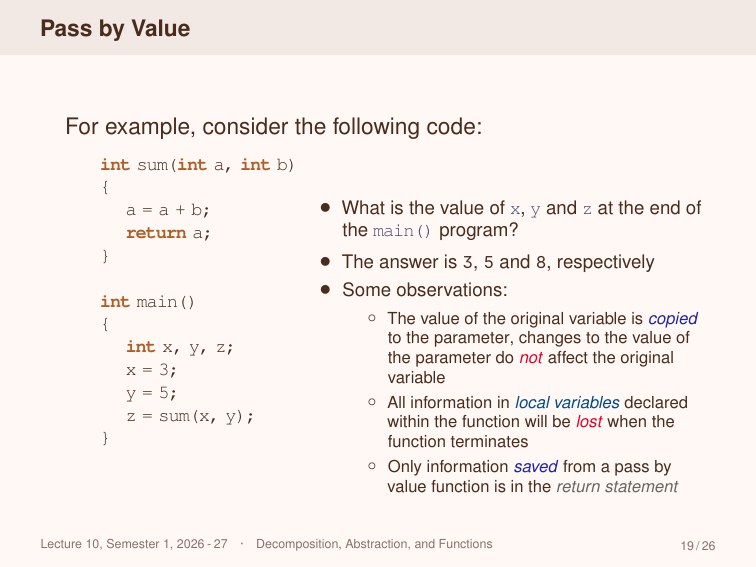 Pass by Value
For example, consider the following code:
int sum(int a, int b)
{
a = a + b;
return a;
}
int main()
{
int x, y, z;
x = 3;
y = 5;
z = sum(x, y);
}
• What is the value of x, y and z at the end of
the main() program?
• The answer is 3, 5 and 8, respectively
• Some observations:
◦ The value of the original variable is copied
to the parameter, changes to the value of
the parameter do not affect the original
variable
◦ All information in local variables declared
within the function will be lost when the
function terminates
◦ Only information saved from a pass by
value function is in the return statement
Lecture 10, Semester 1, 2026 - 27 · Decomposition, Abstraction, and Functions
19 / 26